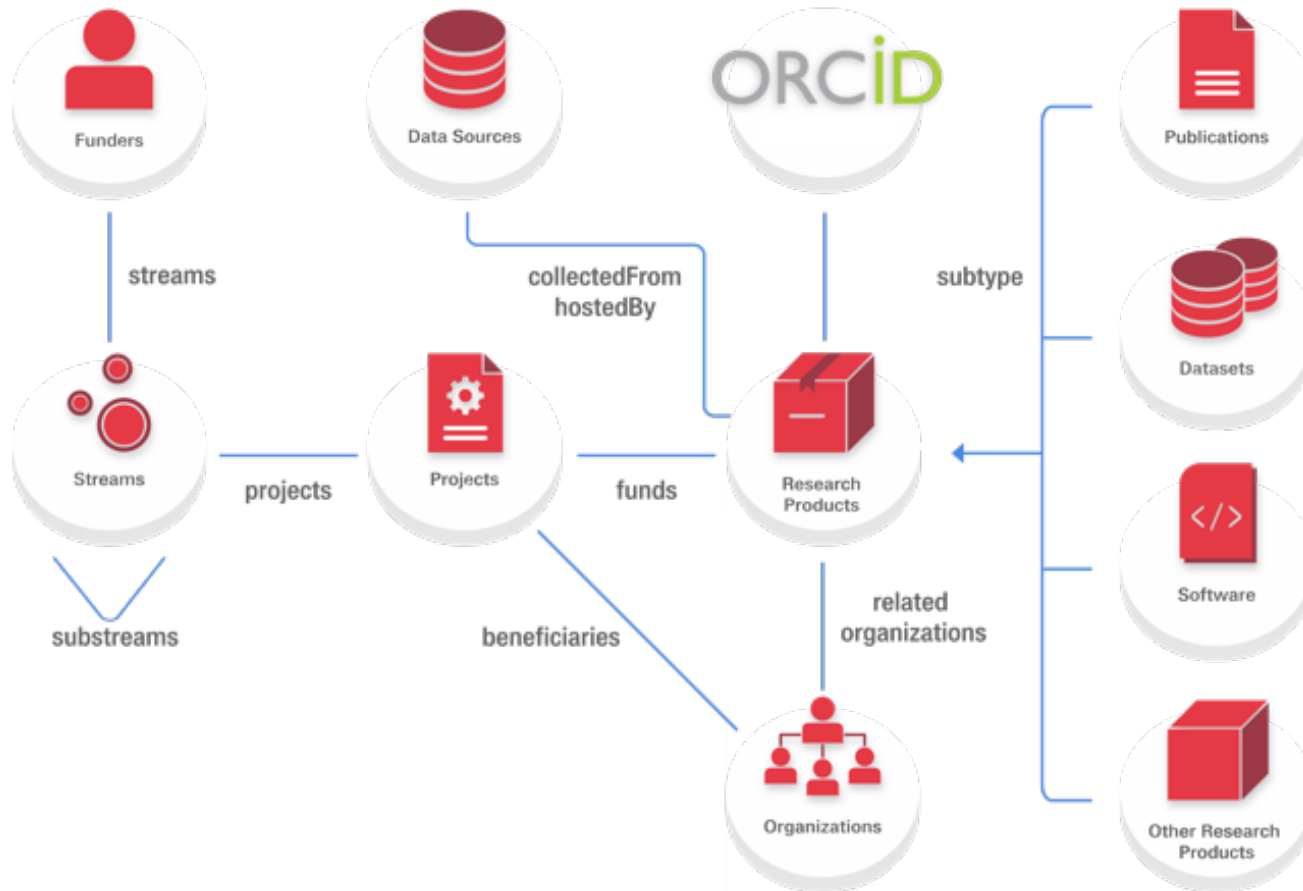 ORCiD
Funders
Data Sources
Publications
streams
collectedFrom
hostedBy
subtype
Datasets
Streams
projects
Projects
funds
Research
Products
</>
Software
substreams
beneficiaries
related
organizations
Organizations
Other Research
Products